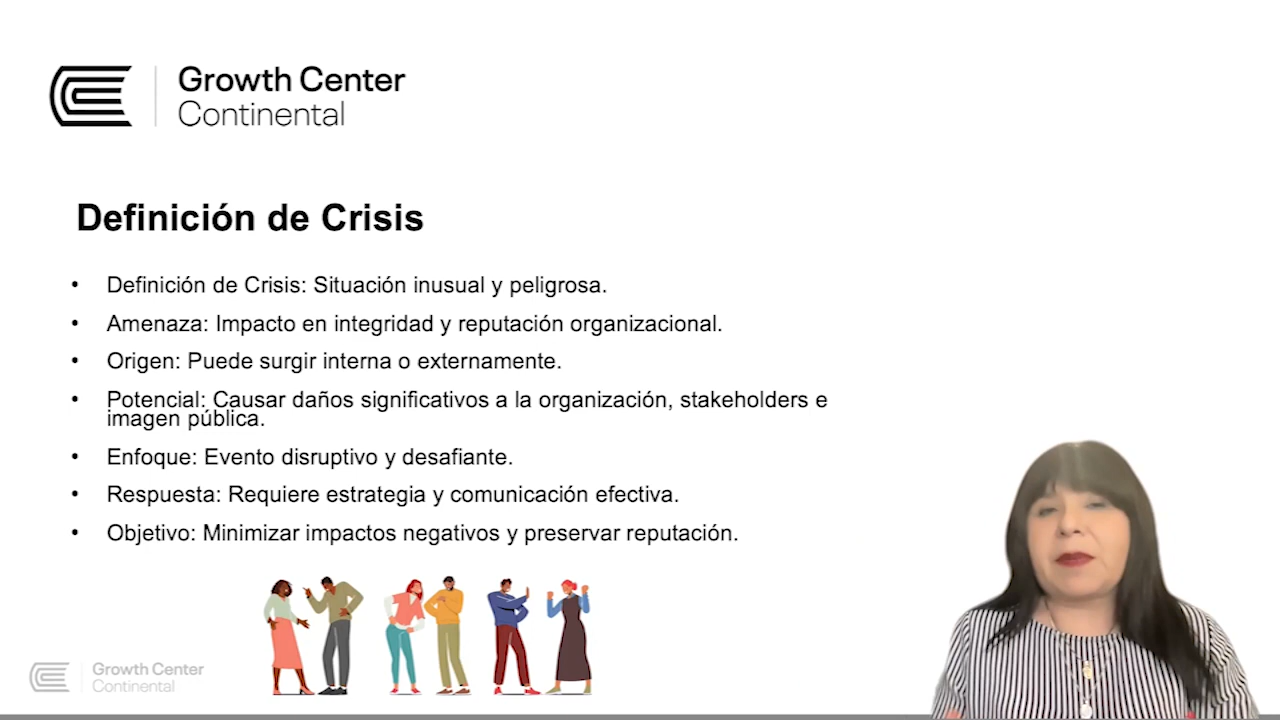 Growth Center
Continental
Definición de Crisis
• Definición de Crisis: Situación inusual y peligrosa.
• Amenaza: Impacto en integridad y reputación organizacional.
• Origen: Puede surgir interna o externamente.
• Potencial: Causar daños significativos a la organización, stakeholders e
imagen pública.
• Enfoque: Evento disruptivo y desafiante.
• Respuesta: Requiere estrategia y comunicación efectiva.
• Objetivo: Minimizar impactos negativos y preservar reputación.
Growth Center
Continental